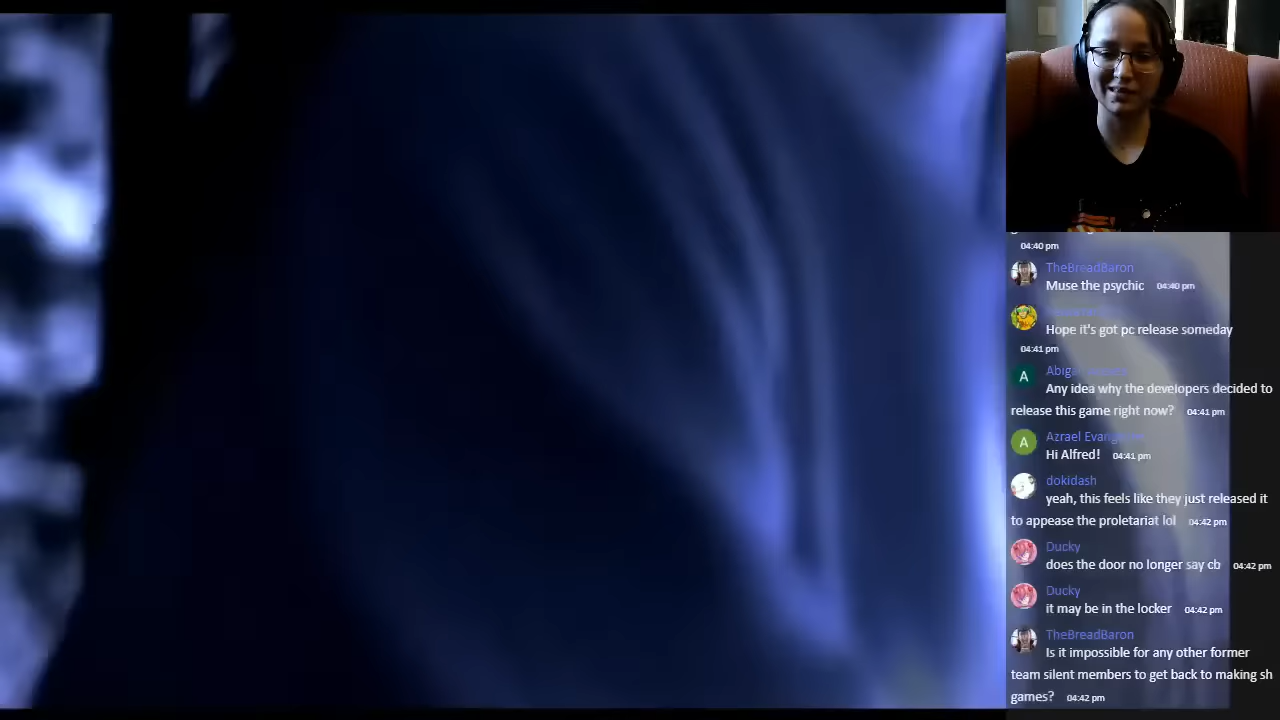 04:40 pm
TheBreadBaron
Muse the psychic 04:40 pm
Hope it's got pc release someday
04:41 pm
A
Any idea why the developers decided to
release this game right now? 04:41 pm
A Azrael
Hi Alfred! 04:41 pm
dokidash
yeah, this feels like they just released it
to appease the proletariat lol 04:42 pm
Ducky
does the door no longer say cb 04:42 pm
Ducky
it may be in the locker 04:42 pm
TheBreadBaron
Is it impossible for any other former
team silent members to get back to making sh
games? 04:42 pm